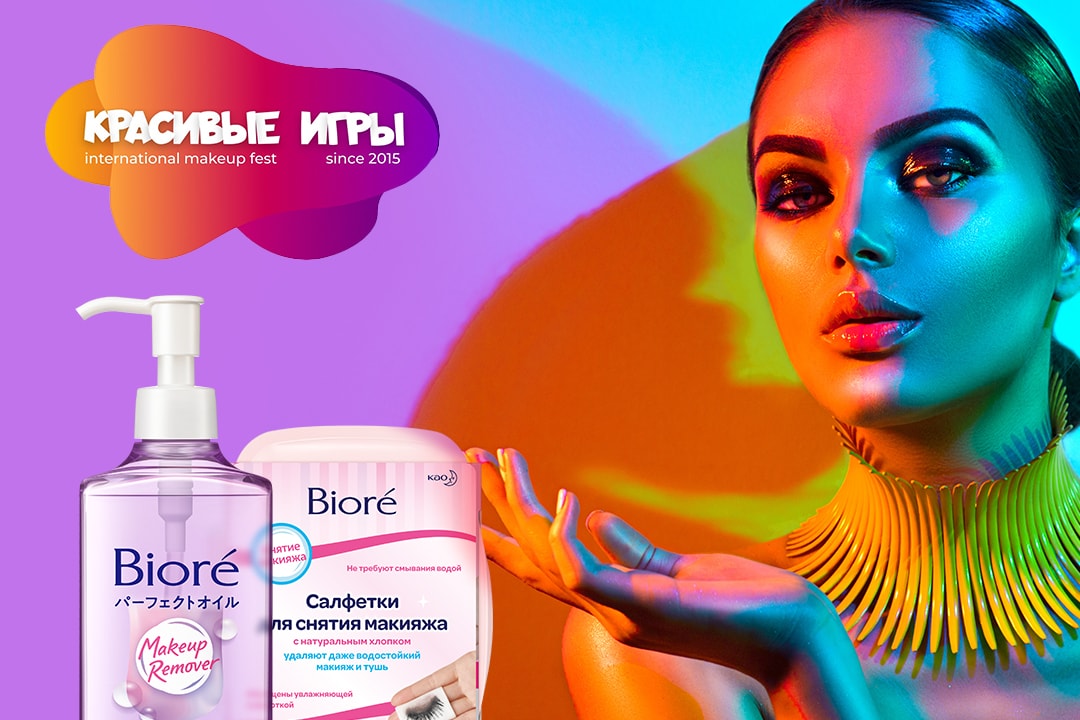 КРАСИВЫЕ ИГРЫ
international makeup fest since 2015
Bioré
パーフェクトオイル
Makeup
Remover
Kao
Bioré
Не требуют смывания водой
Салфетки
снятия макияжа
с натуральным хлопком
удаляют даже водостойкий
макияж и тушь
увлажняющей